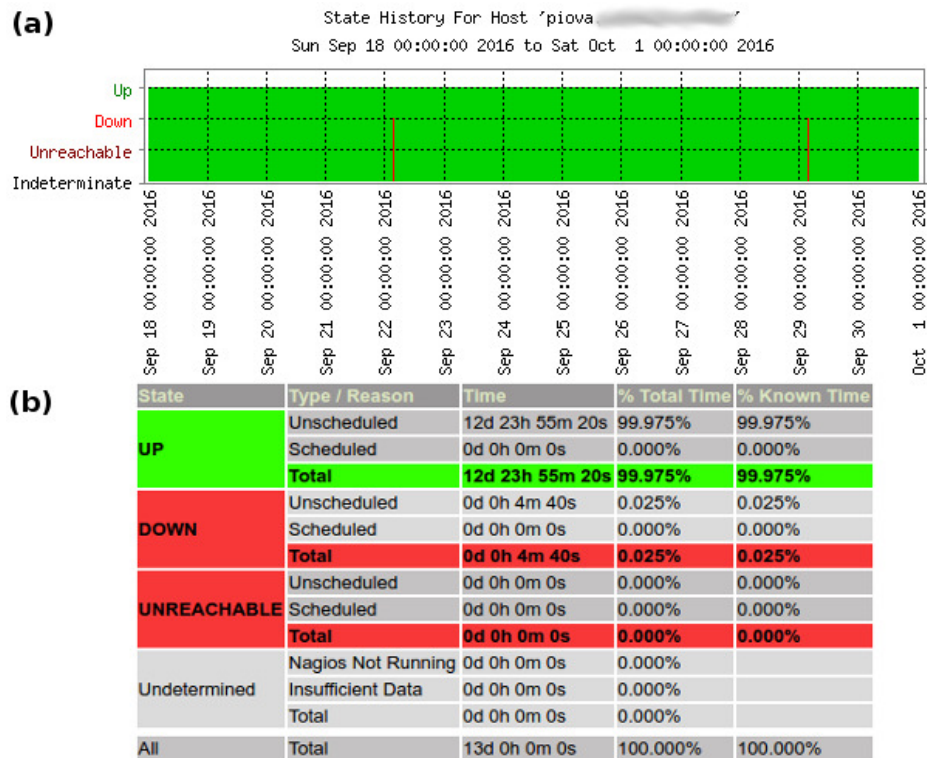 (a)
State History For Host 'piova '
Sun Sep 18 00:00:00 2016 to Sat Oct 1 00:00:00 2016
Up
Down
Unreachable
Indeterminate
Sep 18 00:00:00 2016
Sep 19 00:00:00 2016
Sep 20 00:00:00 2016
Sep 21 00:00:00 2016
Sep 22 00:00:00 2016
Sep 23 00:00:00 2016
Sep 24 00:00:00 2016
Sep 25 00:00:00 2016
Sep 26 00:00:00 2016
Sep 27 00:00:00 2016
Sep 28 00:00:00 2016
Sep 29 00:00:00 2016
Sep 30 00:00:00 2016
Oct 1 00:00:00 2016
(b)
State Type / Reason Time % Total Time % Known Time
UP Unscheduled 12d 23h 55m 20s 99.975% 99.975%
Scheduled 0d 0h 0m 0s 0.000% 0.000%
Total 12d 23h 55m 20s 99.975% 99.975%
DOWN Unscheduled 0d 0h 4m 40s 0.025% 0.025%
Scheduled 0d 0h 0m 0s 0.000% 0.000%
Total 0d 0h 4m 40s 0.025% 0.025%
UNREACHABLE Unscheduled 0d 0h 0m 0s 0.000% 0.000%
Scheduled 0d 0h 0m 0s 0.000% 0.000%
Total 0d 0h 0m 0s 0.000% 0.000%
Undetermined Nagios Not Running 0d 0h 0m 0s 0.000%
Insufficient Data 0d 0h 0m 0s 0.000%
Total 0d 0h 0m 0s 0.000%
All Total 13d 0h 0m 0s 100.000% 100.000%